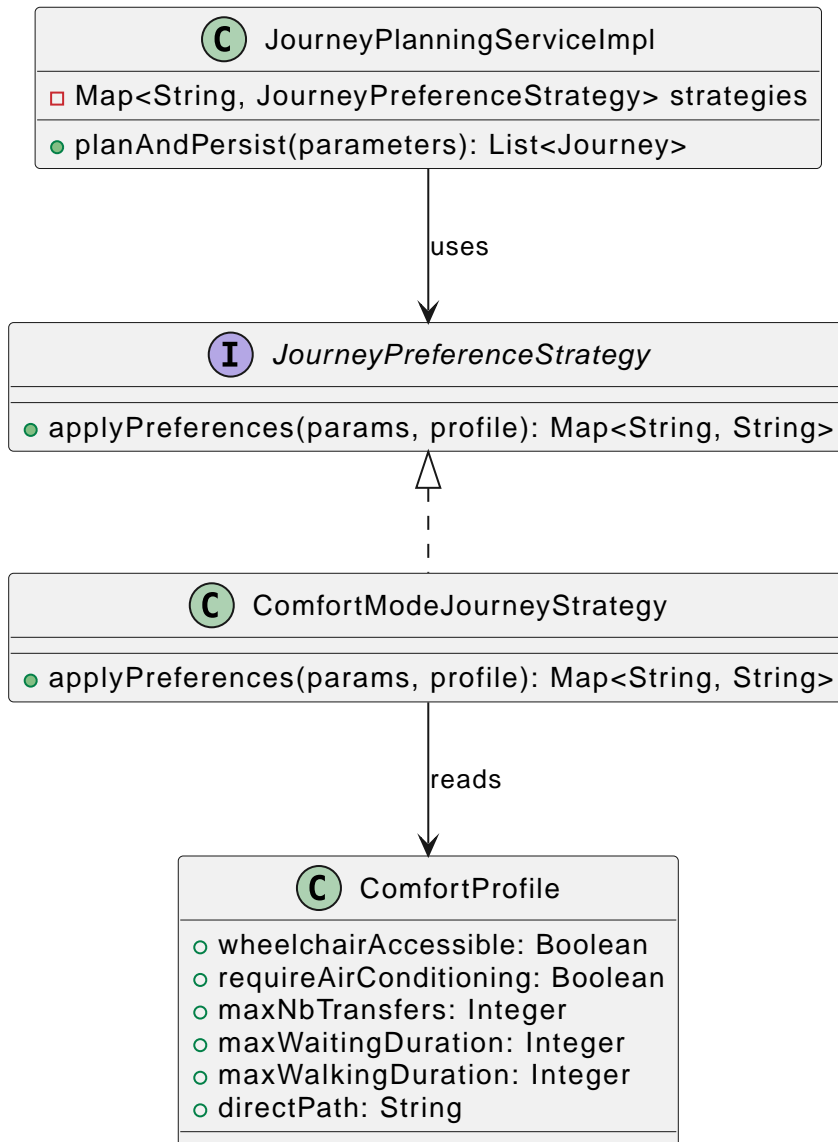 C JourneyPlanningServiceImpl
Map<String, JourneyPreferenceStrategy> strategies
planAndPersist(parameters): List<Journey>
uses
I JourneyPreferenceStrategy
applyPreferences(params, profile): Map<String, String>
C ComfortModeJourneyStrategy
applyPreferences(params, profile): Map<String, String>
reads
C ComfortProfile
wheelchairAccessible: Boolean
requireAirConditioning: Boolean
maxNbTransfers: Integer
maxWaitingDuration: Integer
maxWalkingDuration: Integer
directPath: String